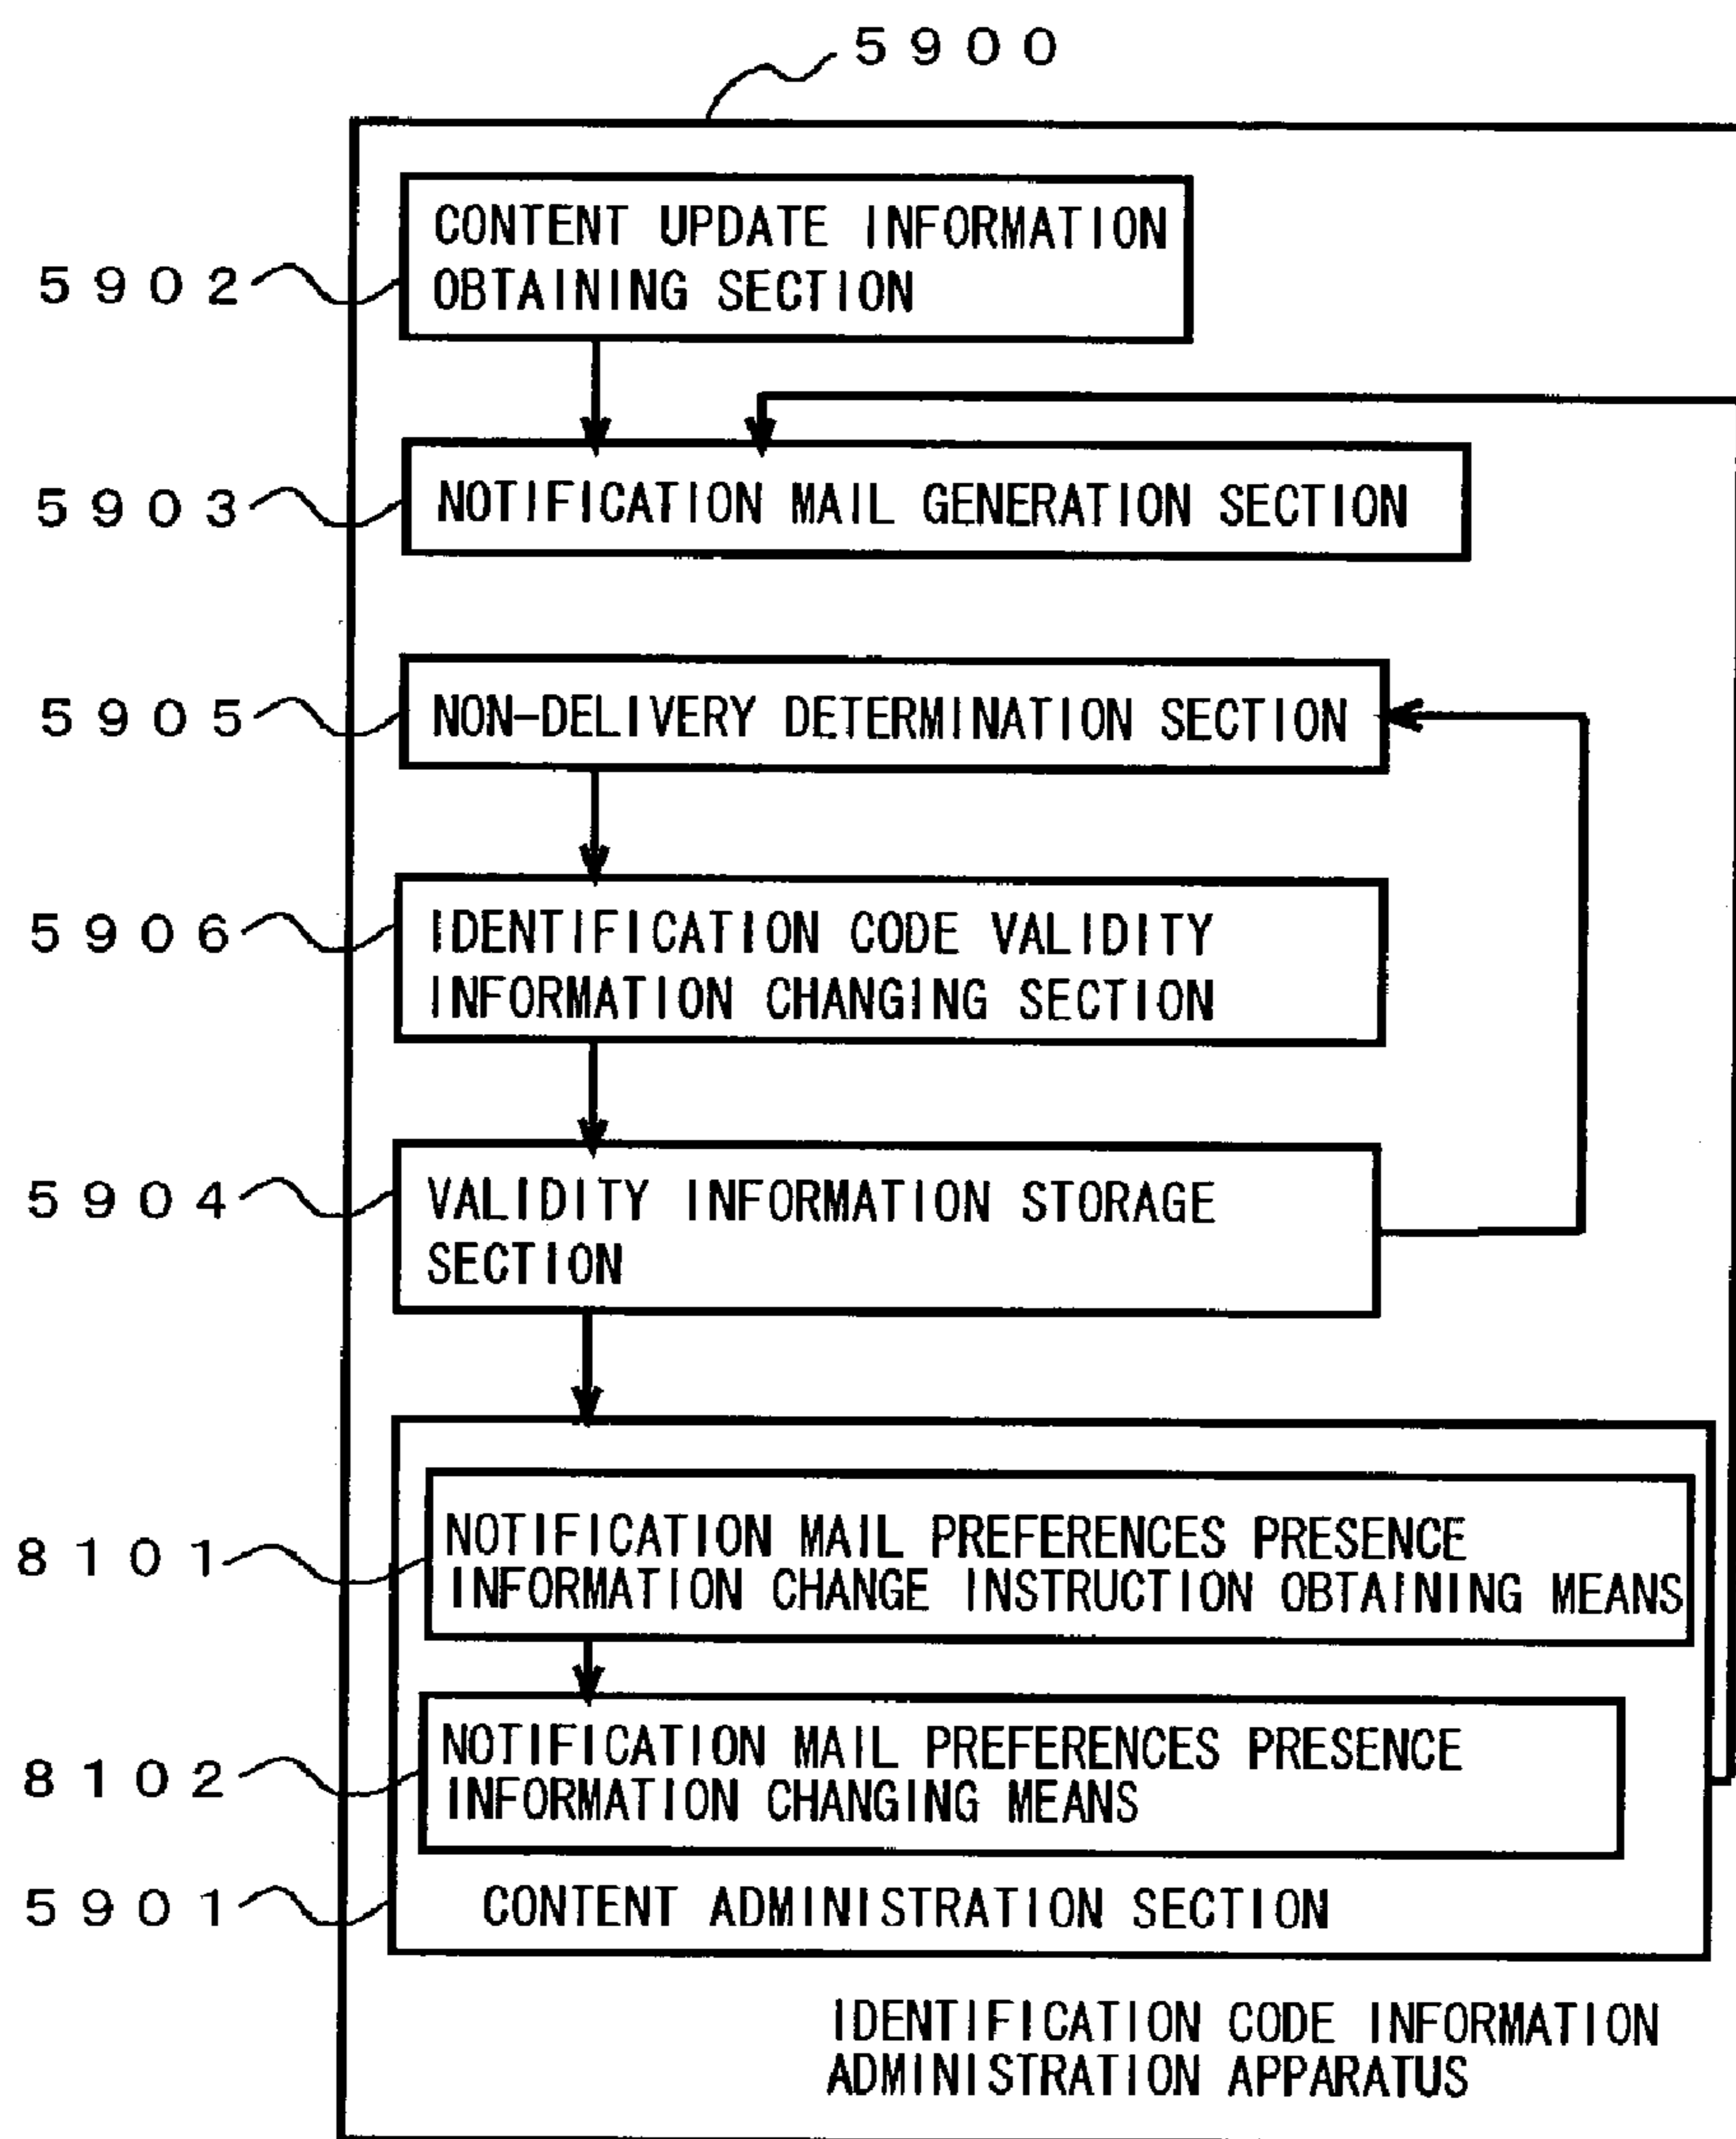 5900
CONTENT UPDATE INFORMATION
OBTAINING SECTION
5902
NOTIFICATION MAIL GENERATION SECTION
5903
NON-DELIVERY DETERMINATION SECTION
5905
IDENTIFICATION CODE VALIDITY
INFORMATION CHANGING SECTION
5906
VALIDITY INFORMATION STORAGE
SECTION
5904
NOTIFICATION MAIL PREFERENCES PRESENCE
INFORMATION CHANGE INSTRUCTION OBTAINING MEANS
8101
NOTIFICATION MAIL PREFERENCES PRESENCE
INFORMATION CHANGING MEANS
8102
CONTENT ADMINISTRATION SECTION
5901
IDENTIFICATION CODE INFORMATION
ADMINISTRATION APPARATUS